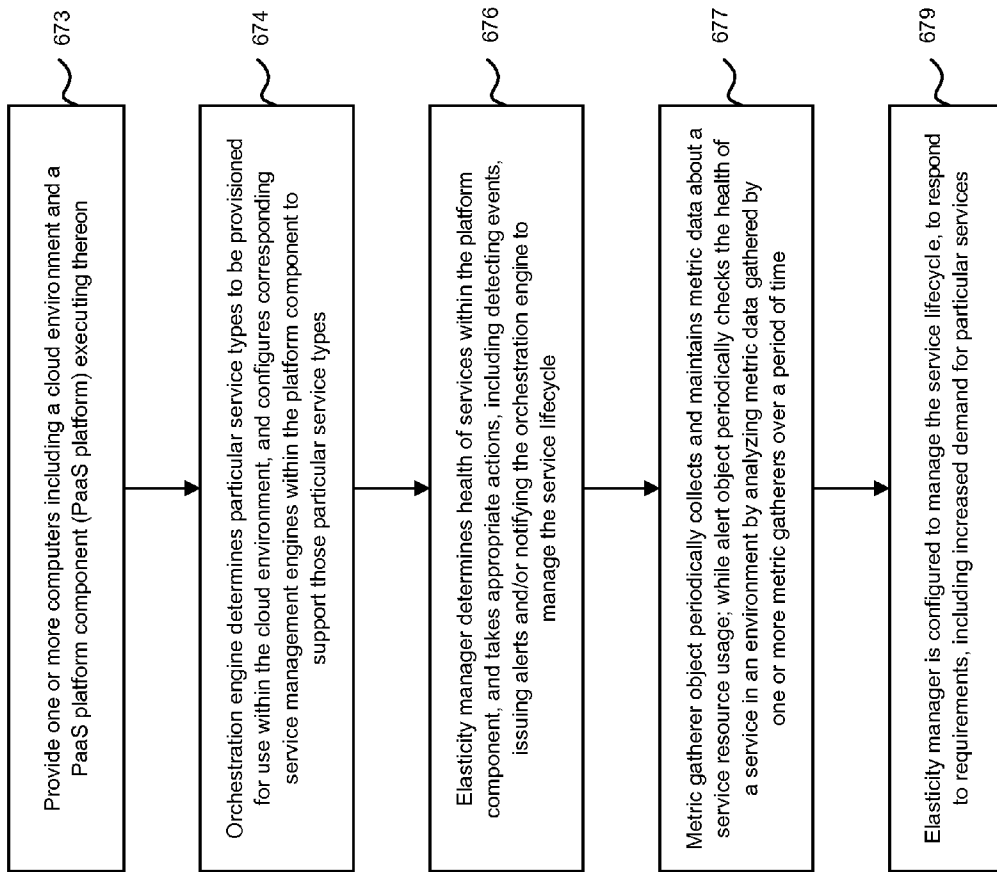 Provide one or more computers including a cloud environment and a
PaaS platform component (PaaS platform) executing thereon
673
Orchestration engine determines particular service types to be provisioned
for use within the cloud environment, and configures corresponding
service management engines within the platform component to
support those particular service types
674
Elasticity manager determines health of services within the platform
component, and takes appropriate actions, including detecting events,
issuing alerts and/or notifying the orchestration engine to
manage the service lifecycle
676
Metric gatherer object periodically collects and maintains metric data about a
service resource usage; while alert object periodically checks the health of
a service in an environment by analyzing metric data gathered by
one or more metric gatherers over a period of time
677
Elasticity manager is configured to manage the service lifecycle, to respond
to requirements, including increased demand for particular services
679